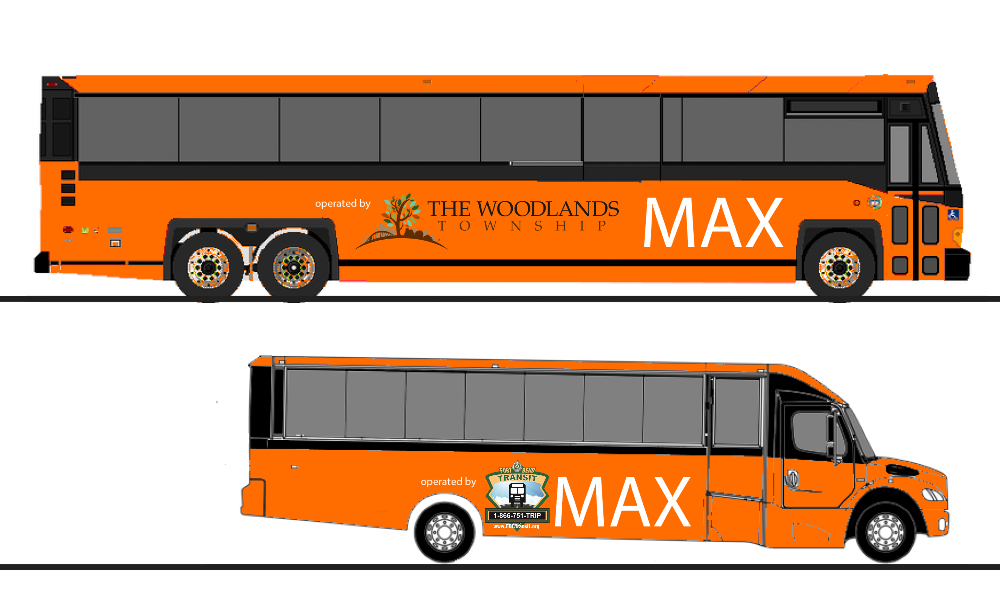 operated by
THE WOODLANDS
TOWNSHIP
MAX
operated by
FORT BEND
TRANSIT
1-866-751-TRIP
www.FBCTransit.org
MAX